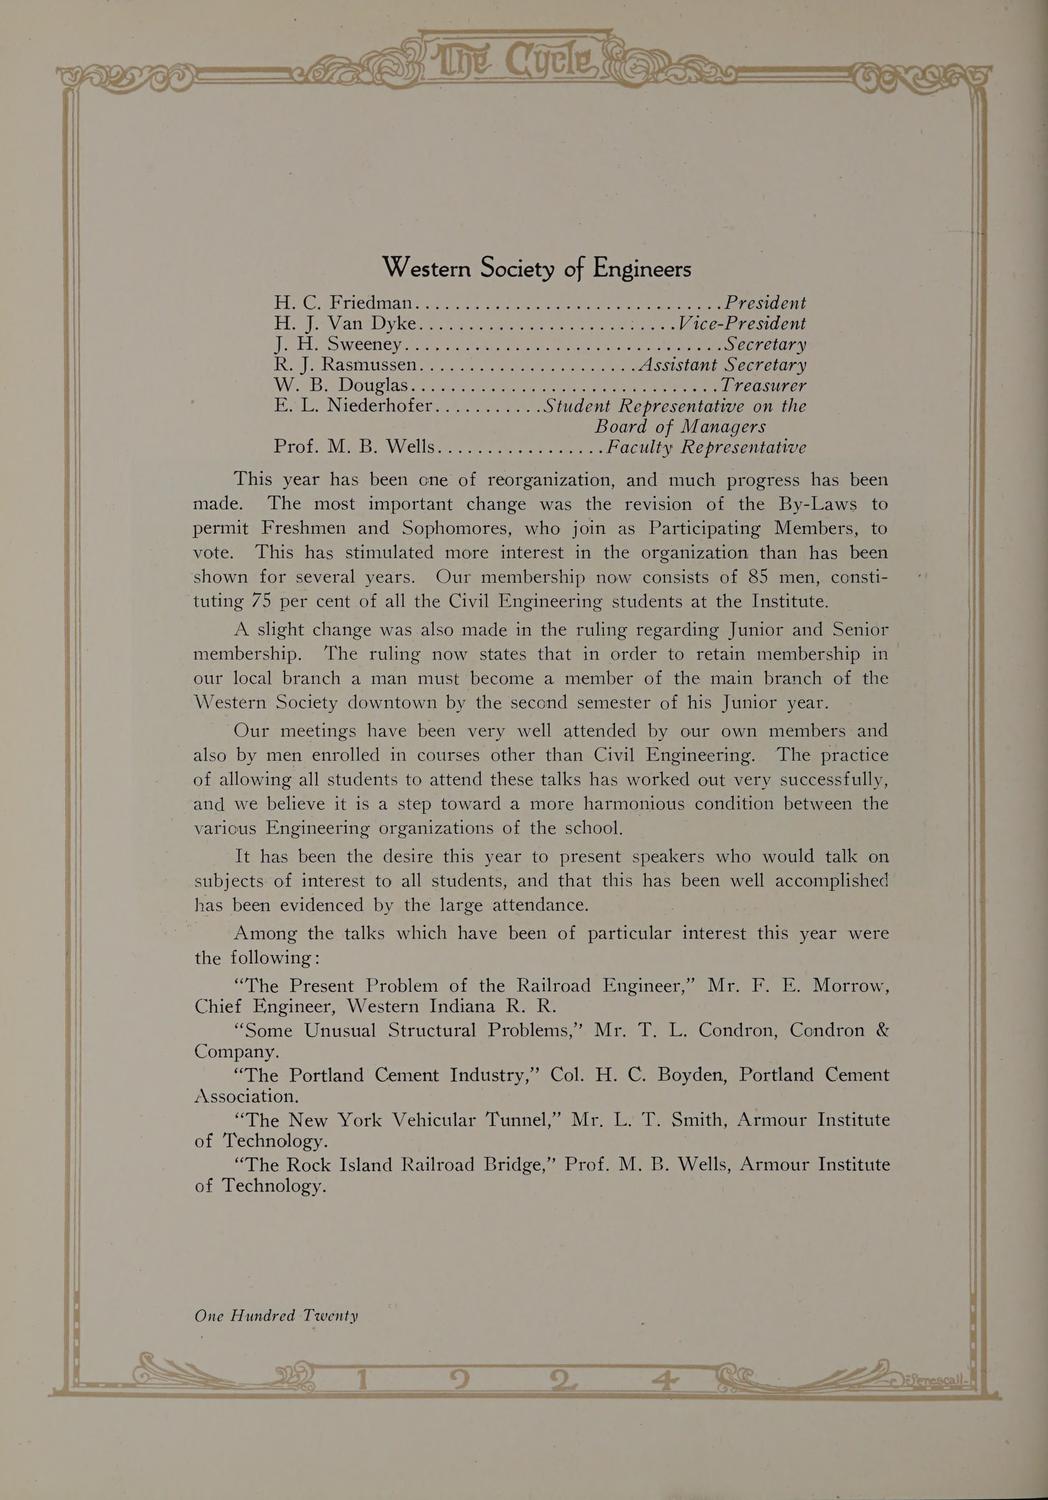 The Cycle
Western Society of Engineers
H. C. Friedman................................President
H. J. Van Dyke...........................Vice-President
J. H. Sweeney.................................Secretary
R. J. Rasmussen......................Assistant Secretary
W. B. Douglas................................Treasurer
E. L. Niederhofer...........Student Representative on the
Board of Managers
Prof. M. B. Wells.................Faculty Representative
This year has been one of reorganization, and much progress has been
made. The most important change was the revision of the By-Laws to
permit Freshmen and Sophomores, who join as Participating Members, to
vote. This has stimulated more interest in the organization than has been
shown for several years. Our membership now consists of 85 men, consti-
tuting 75 per cent of all the Civil Engineering students at the Institute.
A slight change was also made in the ruling regarding Junior and Senior
membership. The ruling now states that in order to retain membership in
our local branch a man must become a member of the main branch of the
Western Society downtown by the second semester of his Junior year.
Our meetings have been very well attended by our own members and
also by men enrolled in courses other than Civil Engineering. The practice
of allowing all students to attend these talks has worked out very successfully,
and we believe it is a step toward a more harmonious condition between the
various Engineering organizations of the school.
It has been the desire this year to present speakers who would talk on
subjects of interest to all students, and that this has been well accomplished
has been evidenced by the large attendance.
Among the talks which have been of particular interest this year were
the following:
“The Present Problem of the Railroad Engineer,” Mr. F. E. Morrow,
Chief Engineer, Western Indiana R. R.
“Some Unusual Structural Problems,” Mr. T. L. Condron, Condron &
Company.
“The Portland Cement Industry,” Col. H. C. Boyden, Portland Cement
Association.
“The New York Vehicular Tunnel,” Mr. L. T. Smith, Armour Institute
of Technology.
“The Rock Island Railroad Bridge,” Prof. M. B. Wells, Armour Institute
of Technology.
One Hundred Twenty
1 9 2 4